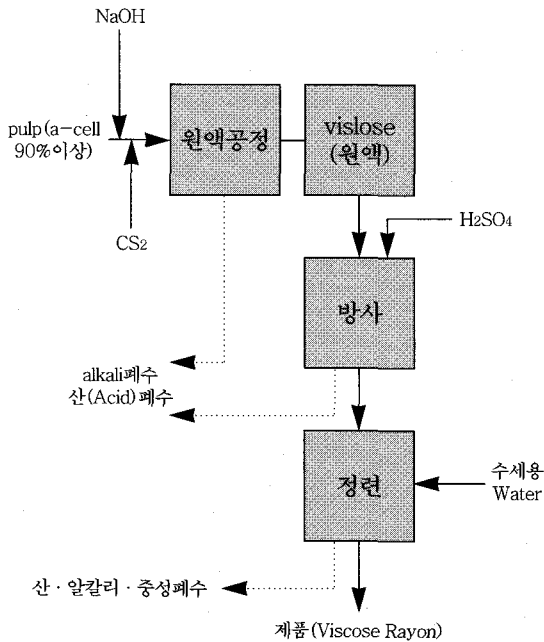 NaOH
pulp(a-cell
90%이상)
CS2
원액공정
vislose
(원액)
H2SO4
방사
alkali폐수
산(Acid)폐수
정련
수세용
Water
산·알칼리·중성폐수
제품(Viscose Rayon)